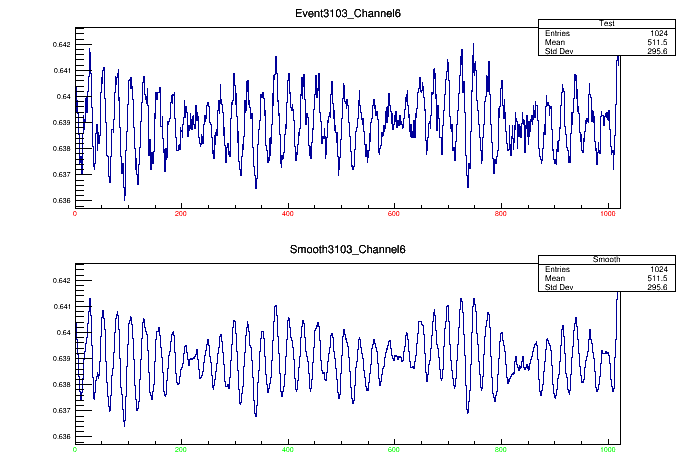 Event3103_Channel6
Test
Entries 1024
Mean 511.5
Std Dev 295.6
0.642
0.641
0.64
0.639
0.638
0.637
0.636
0 200 400 600 800 1000
Smooth3103_Channel6
Smooth
Entries 1024
Mean 511.5
Std Dev 295.6
0.642
0.641
0.64
0.639
0.638
0.637
0.636
0 200 400 600 800 1000